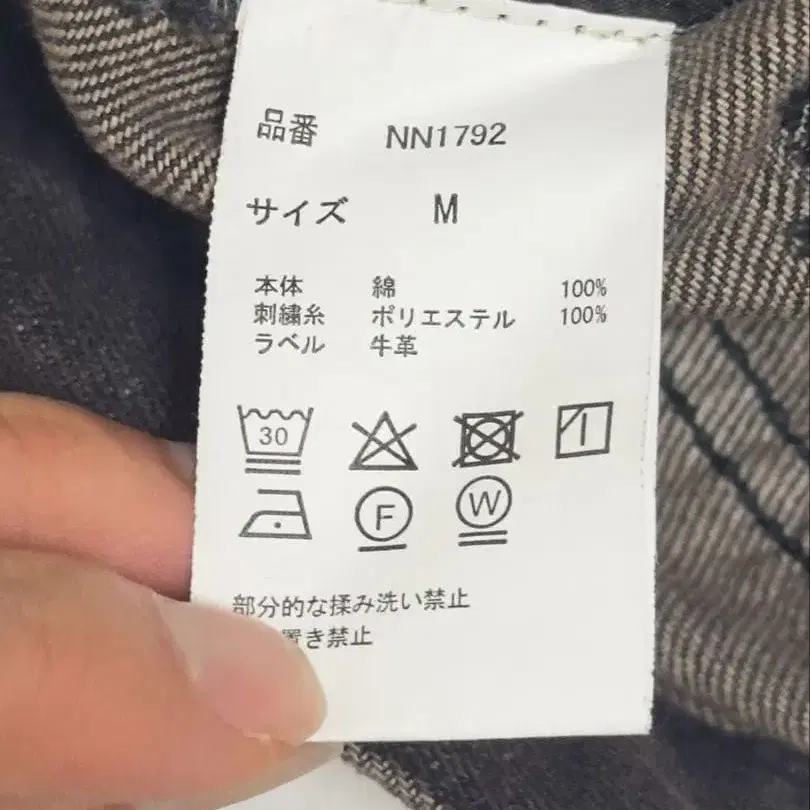 品番 NN1792
サイズ M
本体 綿 100%
刺繍糸 ポリエステル 100%
ラベル 牛革
30
F W
部分的な揉み洗い禁止
置き禁止